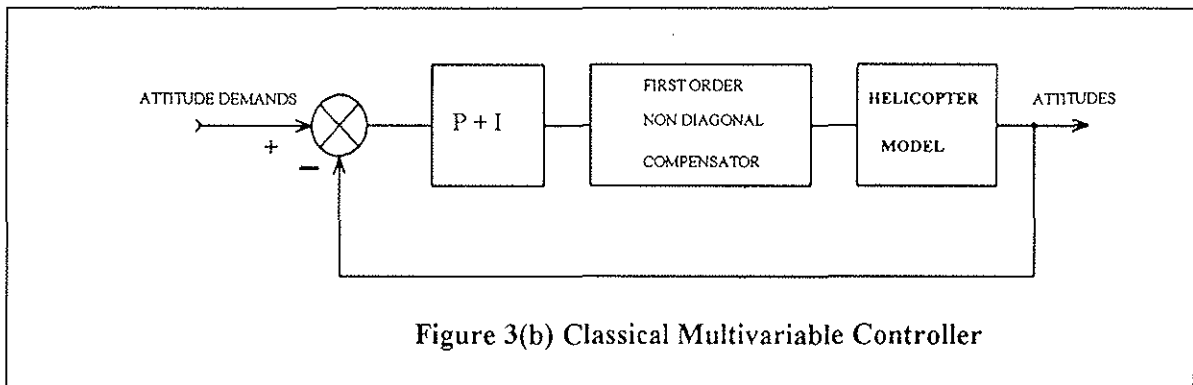 ATTITUDE DEMANDS
+
−
P + I
FIRST ORDER
NON DIAGONAL
COMPENSATOR
HELICOPTER
MODEL
ATTITUDES
Figure 3(b) Classical Multivariable Controller